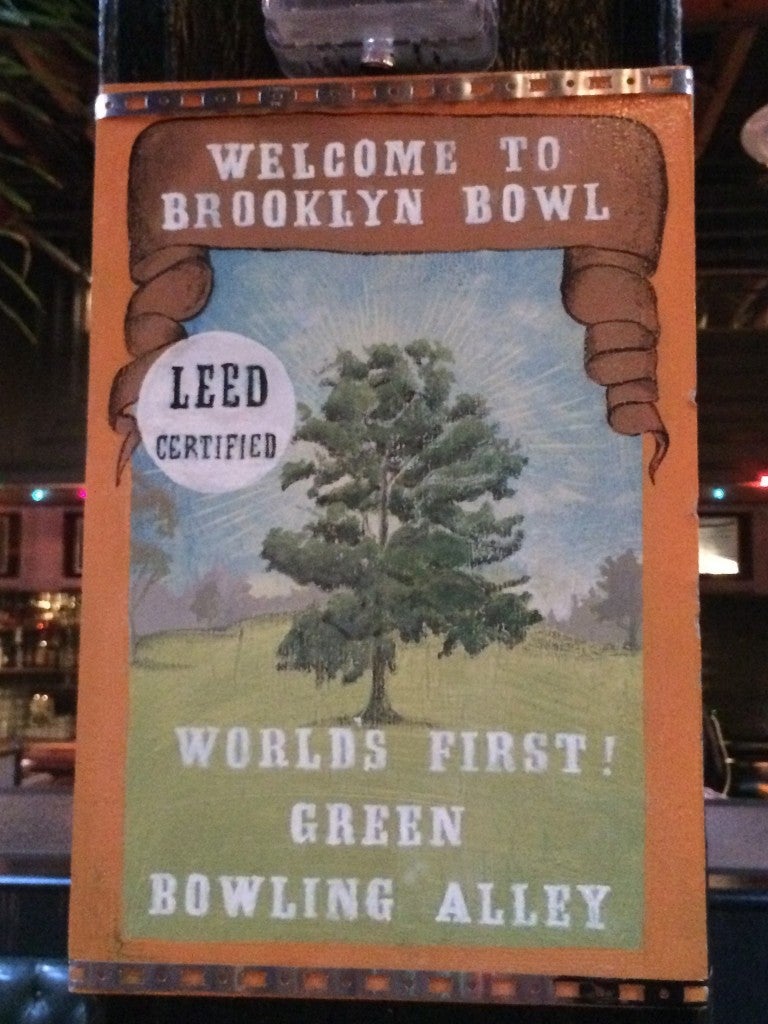 WELCOME TO
BROOKLYN BOWL
LEED
CERTIFIED
WORLDS FIRST!
GREEN
BOWLING ALLEY